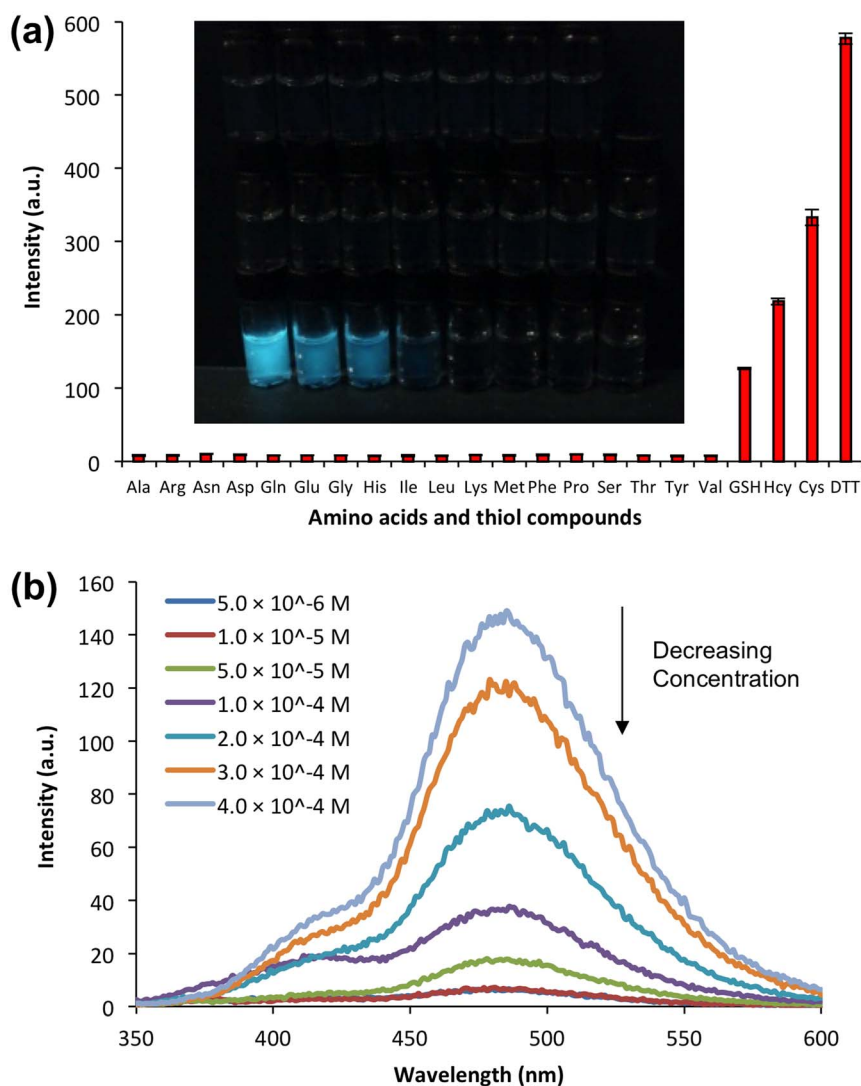 (a)
600
500
400
300
200
100
0
Intensity (a.u.)
Ala Arg Asn Asp Gln Glu Gly His Ile Leu Lys Met Phe Pro Ser Thr Tyr Val GSH Hcy Cys DTT
Amino acids and thiol compounds
(b)
160
140
120
100
80
60
40
20
0
Intensity (a.u.)
5.0 × 10^-6 M
1.0 × 10^-5 M
5.0 × 10^-5 M
1.0 × 10^-4 M
2.0 × 10^-4 M
3.0 × 10^-4 M
4.0 × 10^-4 M
Decreasing
Concentration
350 400 450 500 550 600
Wavelength (nm)